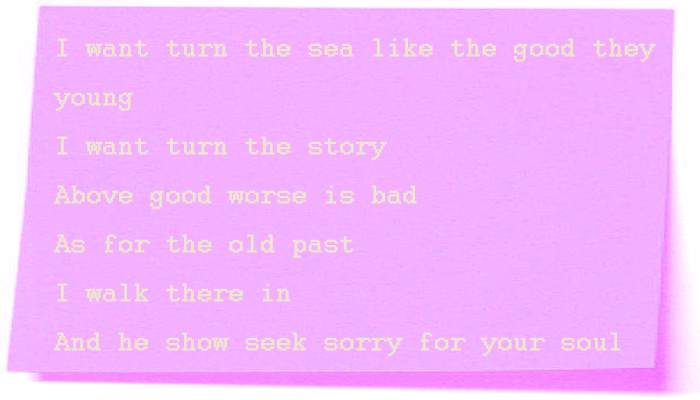 I want turn the sea like the good they
young
I want turn the story
Above good worse is bad
As for the old past
I walk there in
And he show seek sorry for your soul